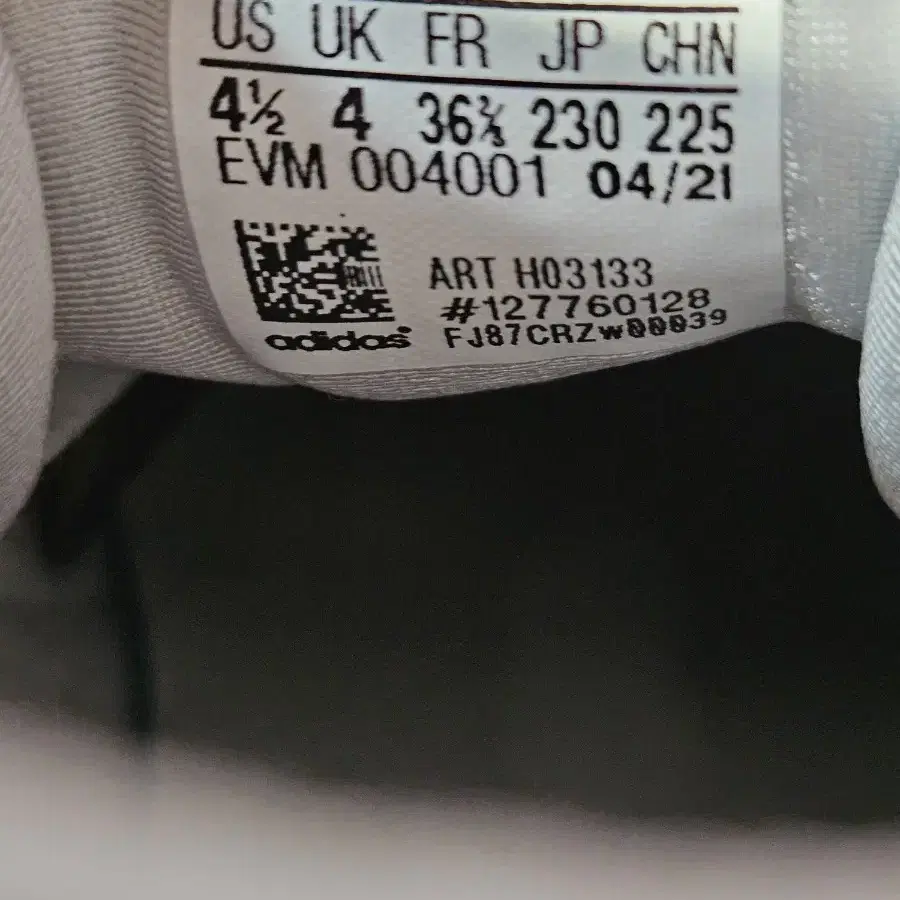 US UK FR JP CHN
4½ 4 36⅔ 230 225
EVM 004001 04/21
ART H03133
#127760128
adidas FJ87CRZW00039